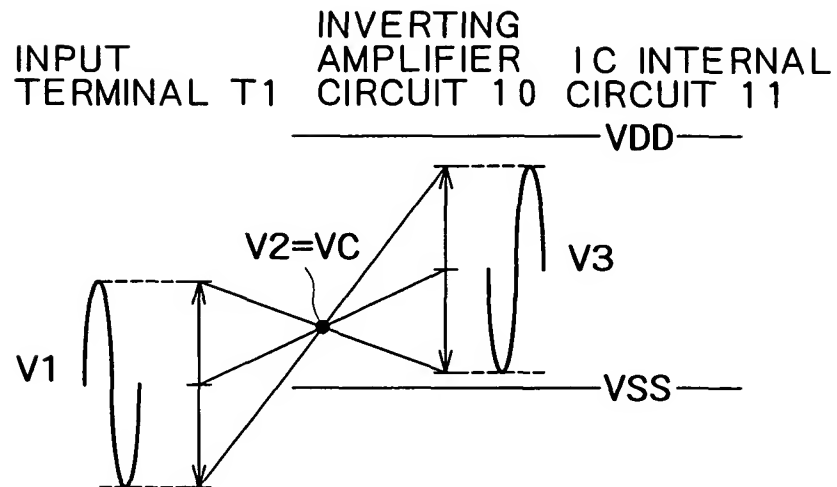 INPUT
TERMINAL T1
INVERTING
AMPLIFIER
CIRCUIT 10
IC INTERNAL
CIRCUIT 11
VDD
V2=VC
V3
V1
VSS